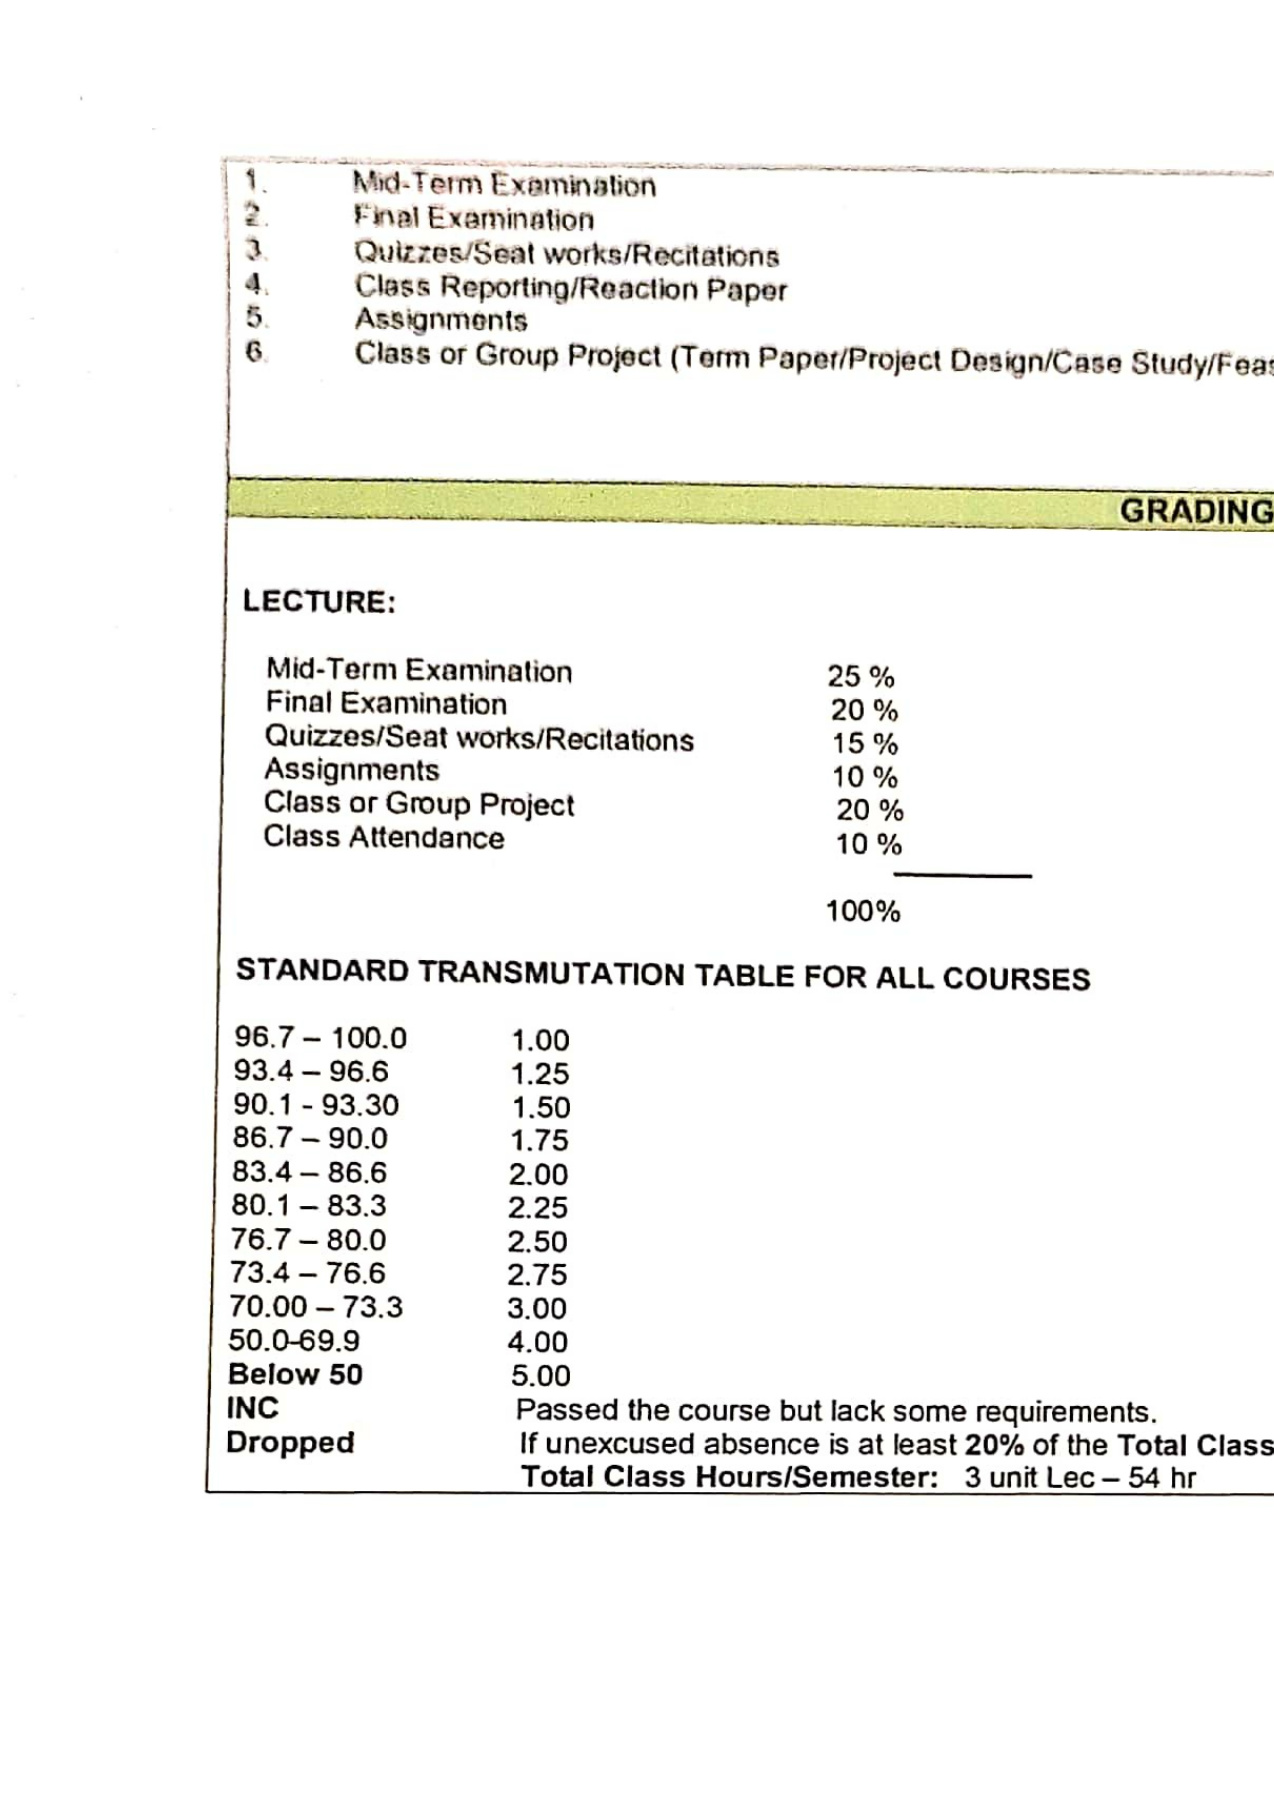 1. Mid-Term Examination
2. Final Examination
3. Quizzes/Seat works/Recitations
4. Class Reporting/Reaction Paper
5. Assignments
6. Class or Group Project (Term Paper/Project Design/Case Study/Feas
GRADING
LECTURE:
Mid-Term Examination 25 %
Final Examination 20 %
Quizzes/Seat works/Recitations 15 %
Assignments 10 %
Class or Group Project 20 %
Class Attendance 10 %
100%
STANDARD TRANSMUTATION TABLE FOR ALL COURSES
96.7 – 100.0 1.00
93.4 – 96.6 1.25
90.1 - 93.30 1.50
86.7 – 90.0 1.75
83.4 – 86.6 2.00
80.1 – 83.3 2.25
76.7 – 80.0 2.50
73.4 – 76.6 2.75
70.00 – 73.3 3.00
50.0-69.9 4.00
Below 50 5.00
INC Passed the course but lack some requirements.
Dropped If unexcused absence is at least 20% of the Total Class
Total Class Hours/Semester: 3 unit Lec – 54 hr